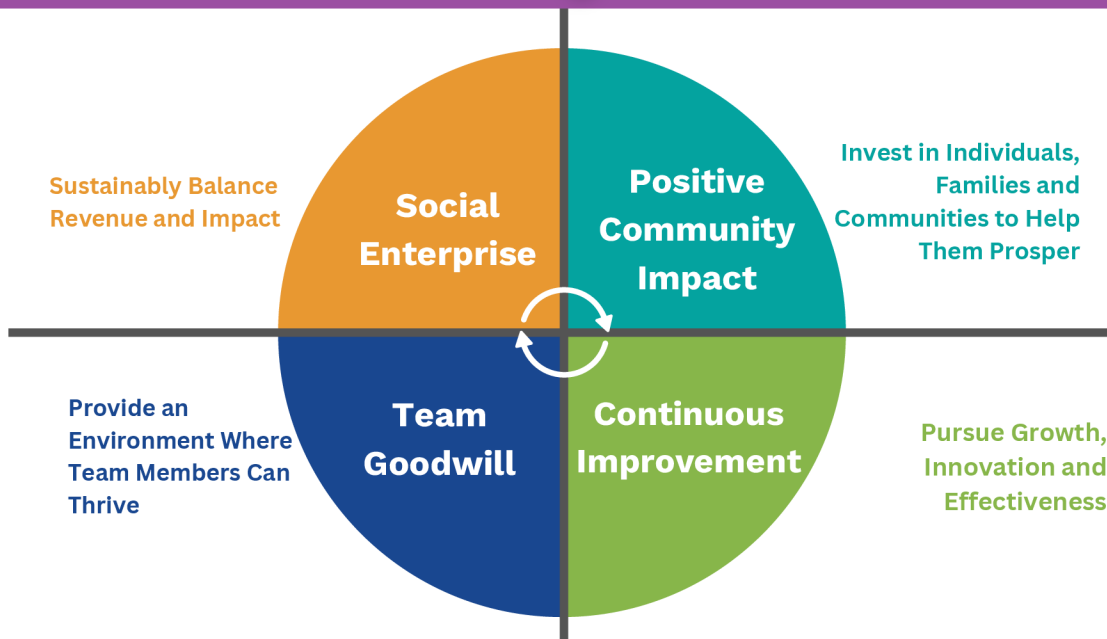 Sustainably Balance
Revenue and Impact
Social
Enterprise
Positive
Community
Impact
Invest in Individuals,
Families and
Communities to Help
Them Prosper
Provide an
Environment Where
Team Members Can
Thrive
Team
Goodwill
Continuous
Improvement
Pursue Growth,
Innovation and
Effectiveness